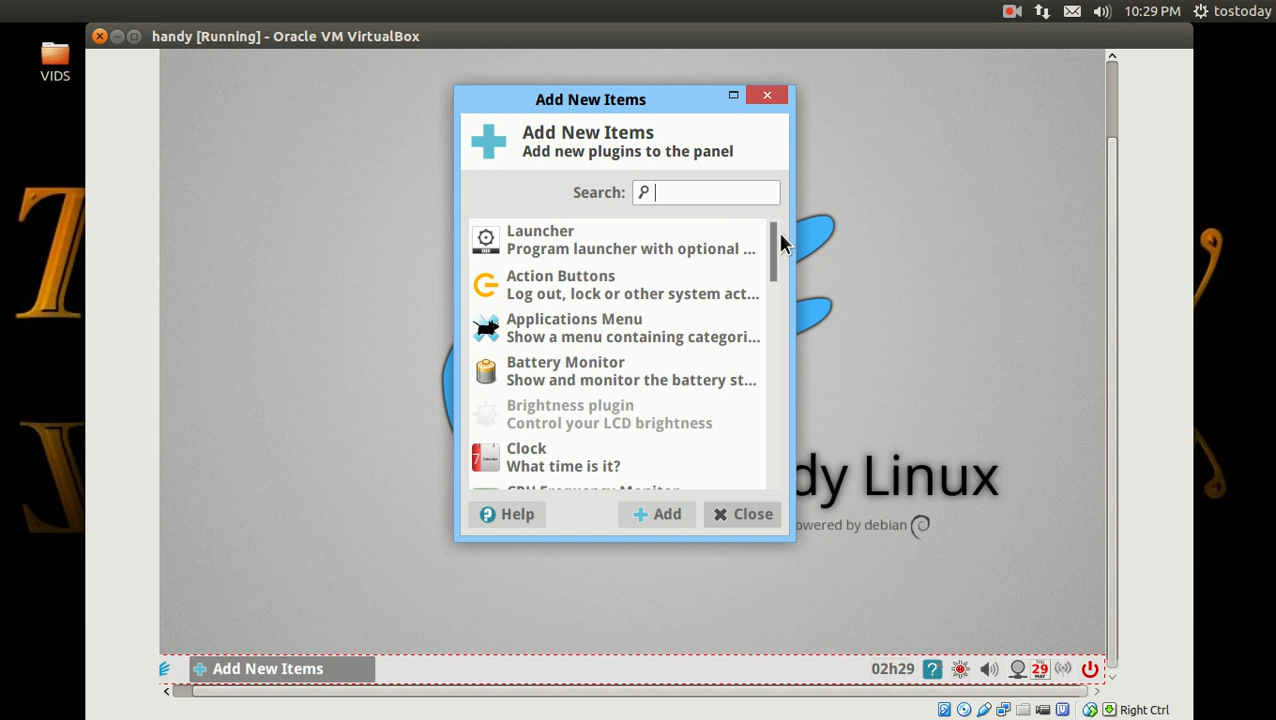 10:29 PM tostoday
handy [Running] - Oracle VM VirtualBox
VIDS
Add New Items
Add New Items
Add new plugins to the panel
Search:
Launcher
Program launcher with optional ...
Action Buttons
Log out, lock or other system act...
Applications Menu
Show a menu containing categori...
Battery Monitor
Show and monitor the battery st...
Brightness plugin
Control your LCD brightness
Clock
What time is it?
CPU Frequency Monitor
Help
Add
Close
dy Linux
owered by debian
Add New Items
02h29
?
29
Right Ctrl